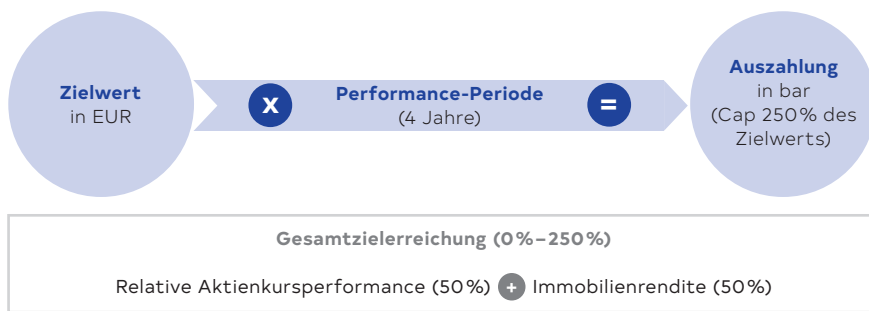 Zielwert
in EUR
X
Performance-Periode
(4 Jahre)
=
Auszahlung
in bar
(Cap 250% des
Zielwerts)
Gesamtzielerreichung (0%–250%)
Relative Aktienkursperformance (50%) + Immobilienrendite (50%)